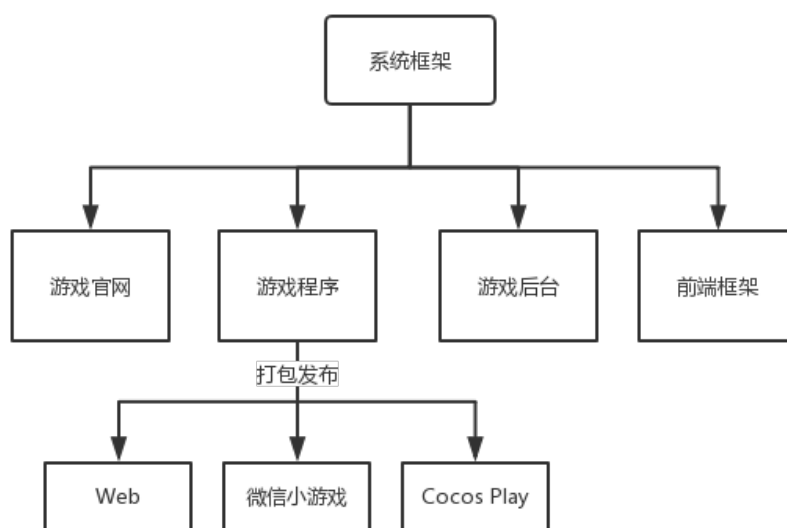 系统框架
游戏官网
游戏程序
游戏后台
前端框架
打包发布
Web
微信小游戏
Cocos Play